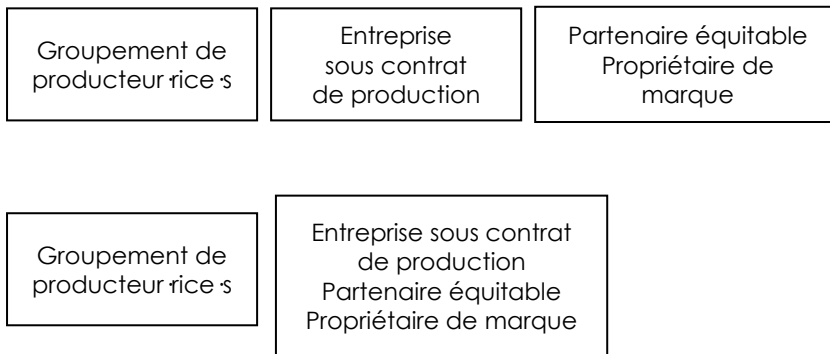 Groupement de
producteur·rice·s
Entreprise
sous contrat
de production
Partenaire équitable
Propriétaire de
marque
Groupement de
producteur·rice·s
Entreprise sous contrat
de production
Partenaire équitable
Propriétaire de marque